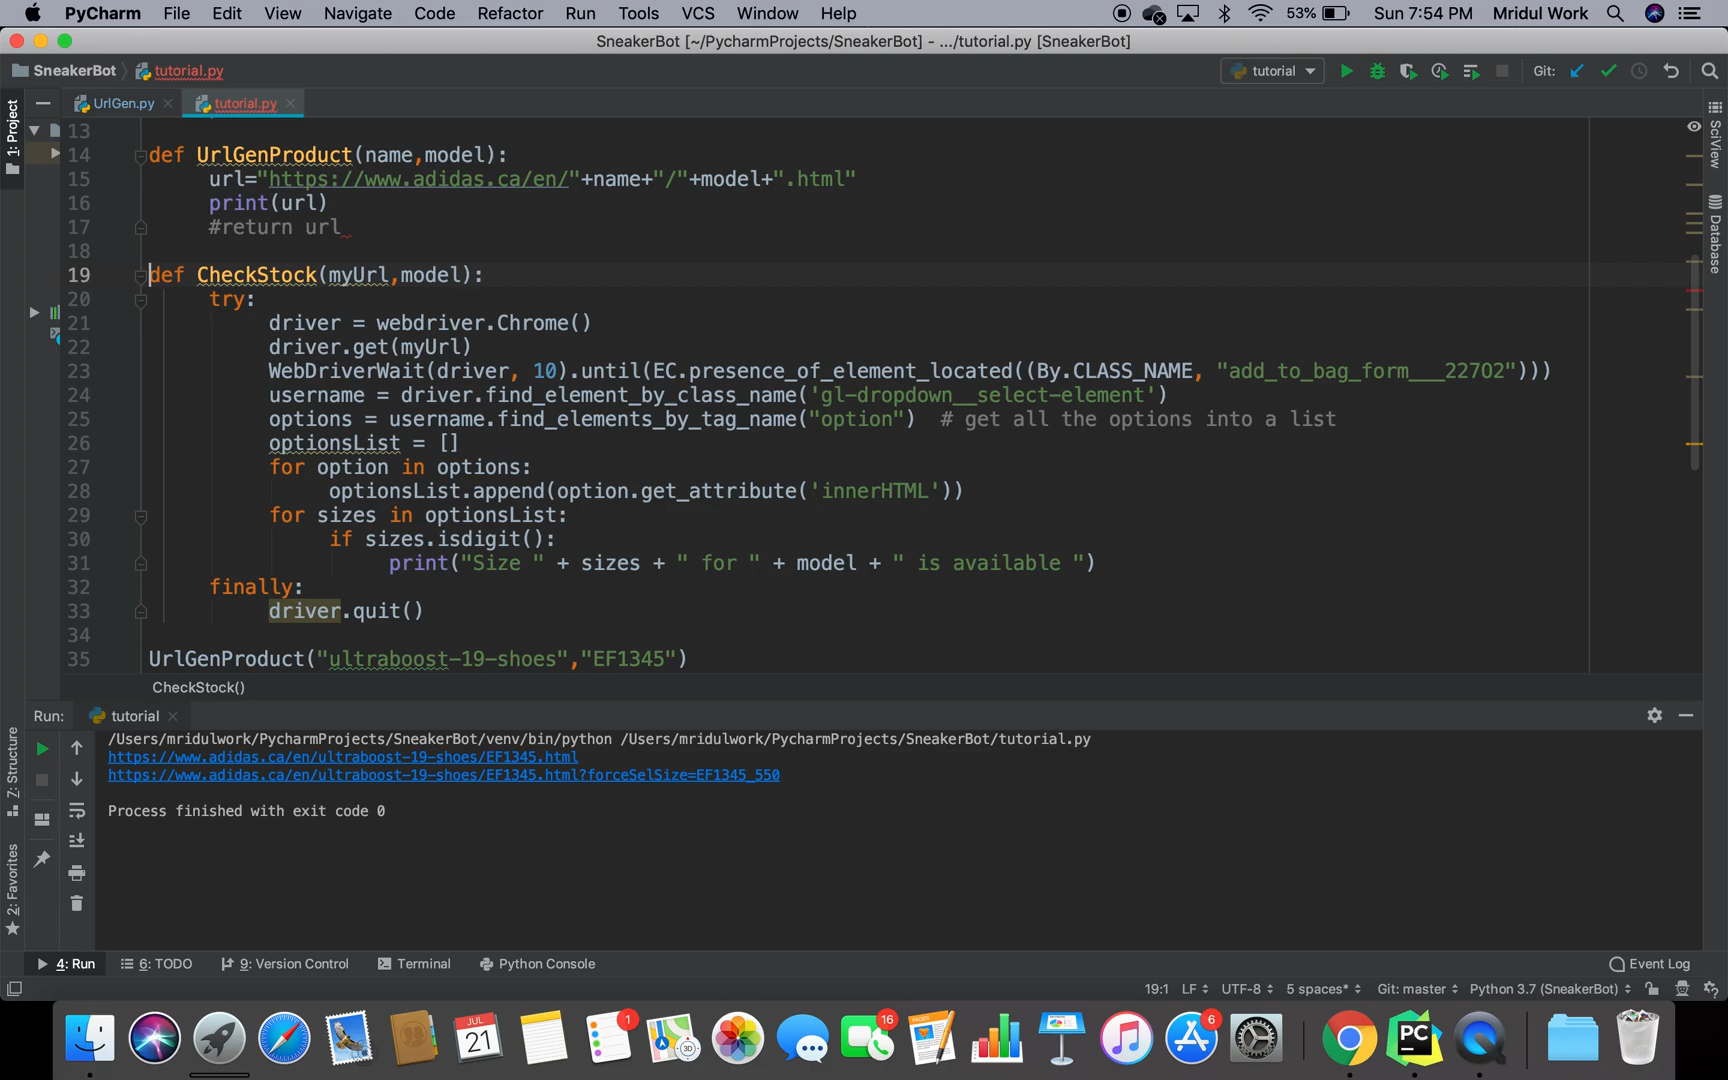 PyCharm File Edit View Navigate Code Refactor Run Tools VCS Window Help 53% Sun 7:54 PM Mridul Work
SneakerBot [~/PycharmProjects/SneakerBot] - .../tutorial.py [SneakerBot]
SneakerBot tutorial.py tutorial Git:
UrlGen.py tutorial.py
1: Project
SciView
Database
13
14 def UrlGenProduct(name,model):
15 url="https://www.adidas.ca/en/"+name+"/"+model+".html"
16 print(url)
17 #return url
18
19 def CheckStock(myUrl,model):
20 try:
21 driver = webdriver.Chrome()
22 driver.get(myUrl)
23 WebDriverWait(driver, 10).until(EC.presence_of_element_located((By.CLASS_NAME, "add_to_bag_form___227O2")))
24 username = driver.find_element_by_class_name('gl-dropdown__select-element')
25 options = username.find_elements_by_tag_name("option") # get all the options into a list
26 optionsList = []
27 for option in options:
28 optionsList.append(option.get_attribute('innerHTML'))
29 for sizes in optionsList:
30 if sizes.isdigit():
31 print("Size " + sizes + " for " + model + " is available ")
32 finally:
33 driver.quit()
34
35 UrlGenProduct("ultraboost-19-shoes","EF1345")
CheckStock()
Run: tutorial
/Users/mridulwork/PycharmProjects/SneakerBot/venv/bin/python /Users/mridulwork/PycharmProjects/SneakerBot/tutorial.py
https://www.adidas.ca/en/ultraboost-19-shoes/EF1345.html
https://www.adidas.ca/en/ultraboost-19-shoes/EF1345.html?forceSelSize=EF1345_550
Process finished with exit code 0
7: Structure
2: Favorites
4: Run 6: TODO 9: Version Control Terminal Python Console Event Log
19:1 LF UTF-8 5 spaces* Git: master Python 3.7 (SneakerBot)
JUL
21
1
3D
16
6
PC